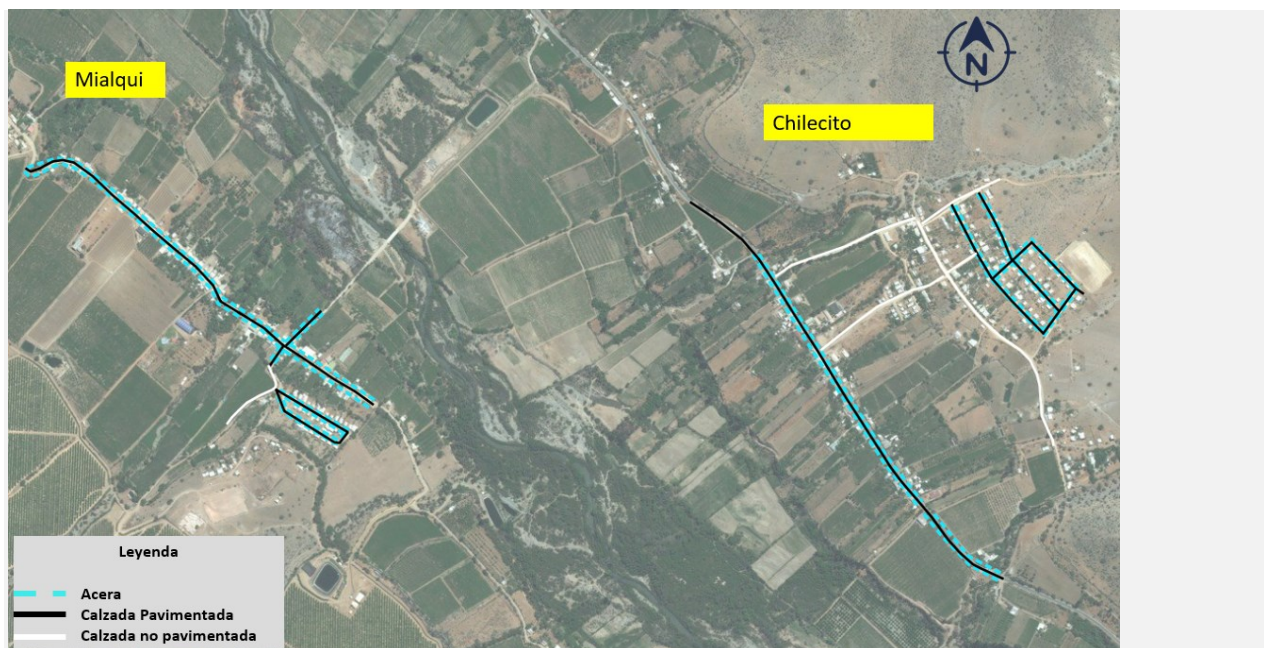 Mialqui
Chilecito
N
Leyenda
Acera
Calzada Pavimentada
Calzada no pavimentada